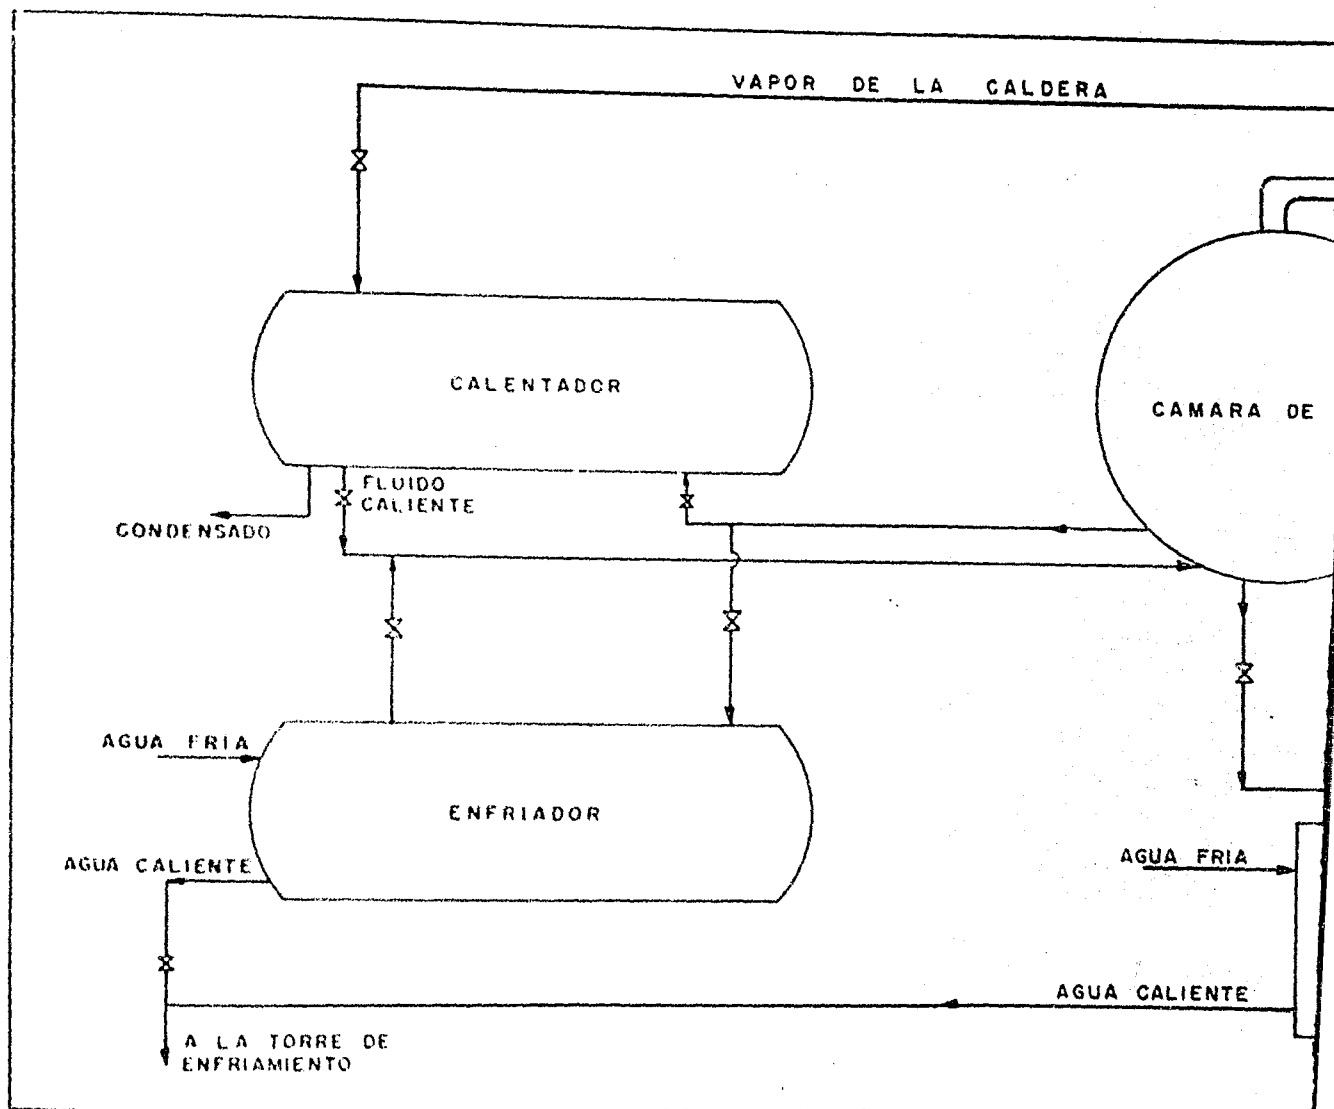 VAPOR DE LA CALDERA
CALENTADOR
CAMARA DE
FLUIDO
CALIENTE
CONDENSADO
AGUA FRIA
ENFRIADOR
AGUA CALIENTE
AGUA FRIA
AGUA CALIENTE
A LA TORRE DE
ENFRIAMIENTO